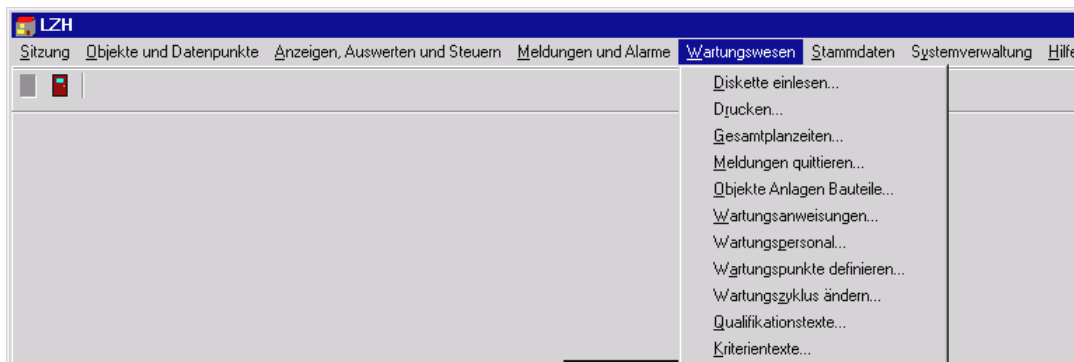 LZH
Sitzung Objekte und Datenpunkte Anzeigen, Auswerten und Steuern Meldungen und Alarme Wartungswesen Stammdaten Systemverwaltung Hilfe
Diskette einlesen...
Drucken...
Gesamtplanzeiten...
Meldungen quittieren...
Objekte Anlagen Bauteile...
Wartungsanweisungen...
Wartungspersonal...
Wartungspunkte definieren...
Wartungszyklus ändern...
Qualifikationstexte...
Kriterientexte...